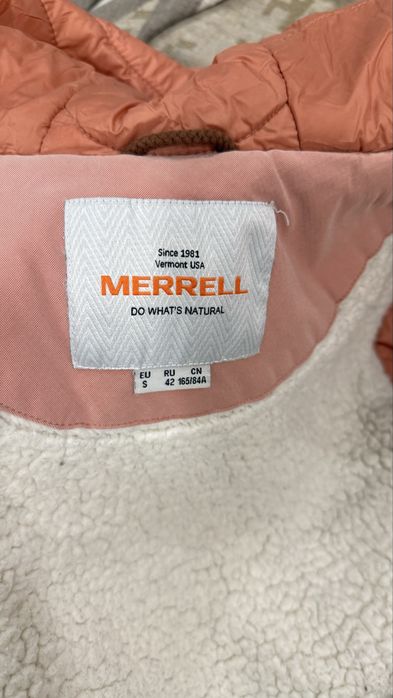 Since 1981
Vermont USA
MERRELL
DO WHAT'S NATURAL
EU RU CN
S 42 165/84A